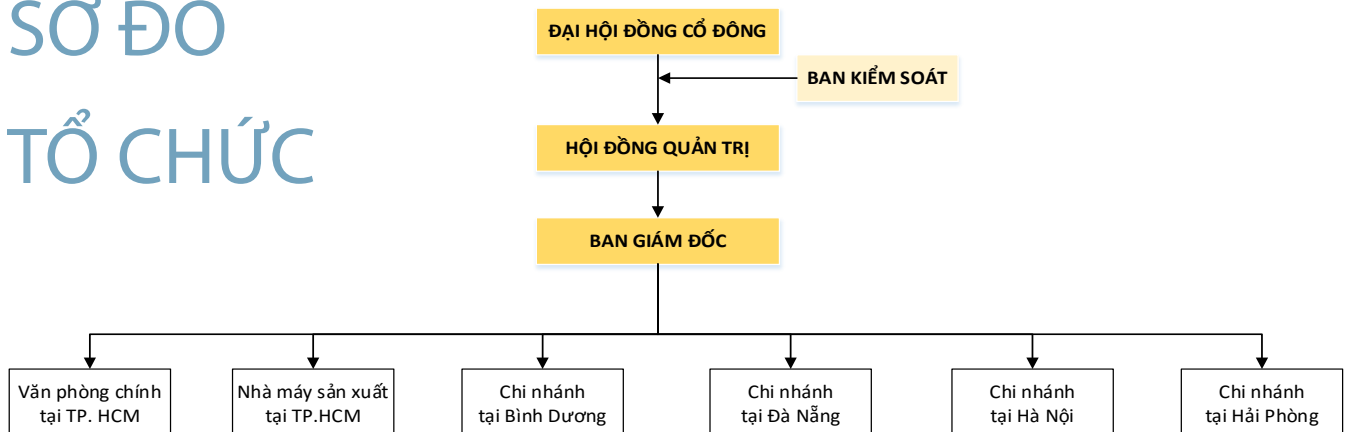 SƠ ĐỒ
TỔ CHỨC
ĐẠI HỘI ĐỒNG CỔ ĐÔNG
BAN KIỂM SOÁT
HỘI ĐỒNG QUẢN TRỊ
BAN GIÁM ĐỐC
Văn phòng chính
tại TP. HCM
Nhà máy sản xuất
tại TP.HCM
Chi nhánh
tại Bình Dương
Chi nhánh
tại Đà Nẵng
Chi nhánh
tại Hà Nội
Chi nhánh
tại Hải Phòng